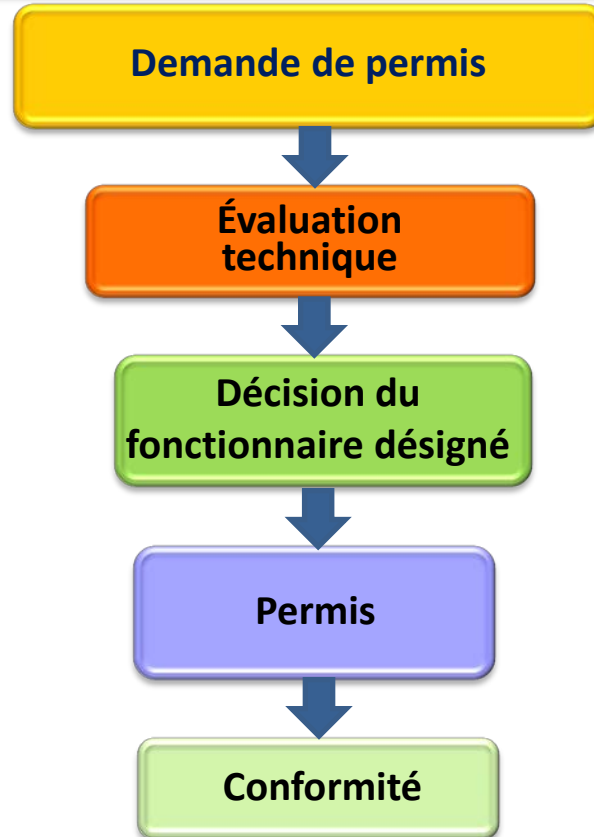 Demande de permis
Évaluation
technique
Décision du
fonctionnaire désigné
Permis
Conformité